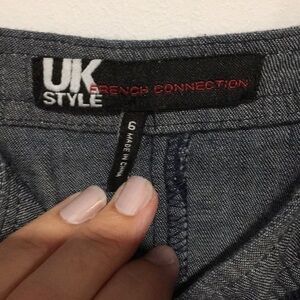 UK
FRENCH CONNECTION
STYLE
6
MADE IN CHINA